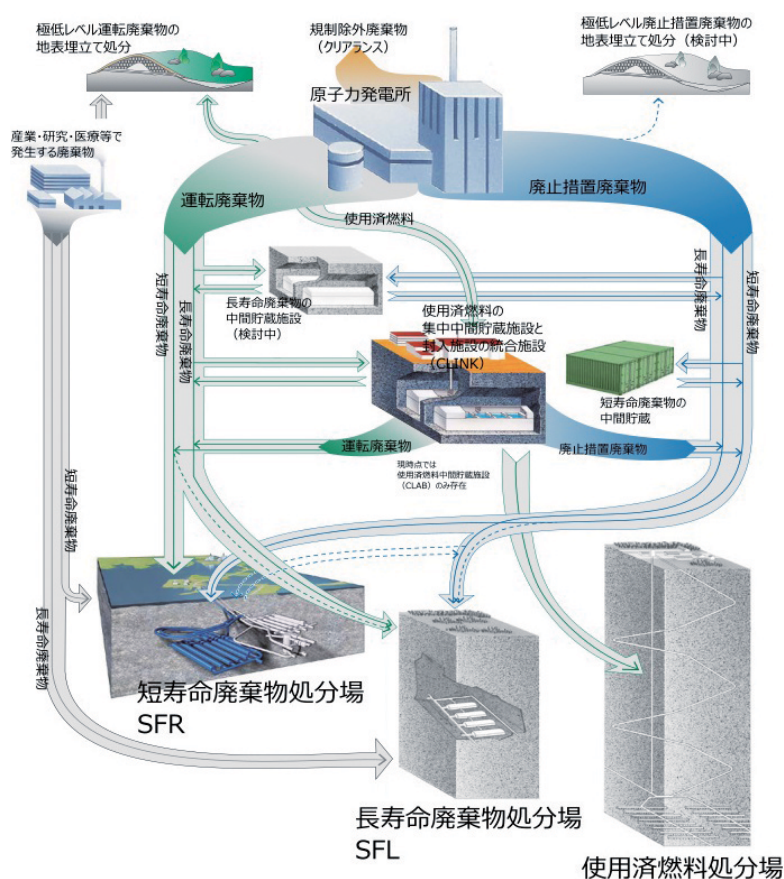 極低レベル運転廃棄物の
地表埋立て処分
規制除外廃棄物
(クリアランス)
極低レベル廃止措置廃棄物の
地表埋立て処分（検討中）
原子力発電所
産業・研究・医療等で
発生する廃棄物
運転廃棄物
廃止措置廃棄物
使用済燃料
短寿命廃棄物
長寿命廃棄物
長寿命廃棄物
短寿命廃棄物
長寿命廃棄物の
中間貯蔵施設
（検討中）
使用済燃料の
集中中間貯蔵施設と
封入施設の統合施設
（CLINK）
短寿命廃棄物の
中間貯蔵
運転廃棄物
廃止措置廃棄物
現時点では
使用済燃料中間貯蔵施設
（CLAB）のみ存在
短寿命廃棄物
長寿命廃棄物
短寿命廃棄物処分場
SFR
長寿命廃棄物処分場
SFL
使用済燃料処分場